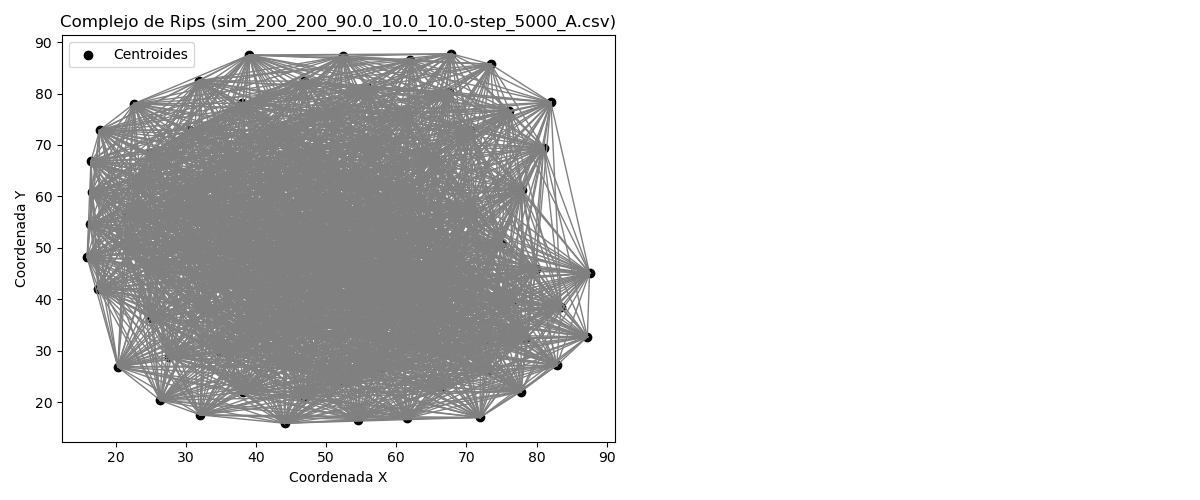 Complejo de Rips (sim_200_200_90.0_10.0_10.0-step_5000_A.csv)
Centroides
90
80
70
60
50
40
30
20
Coordenada Y
20 30 40 50 60 70 80 90
Coordenada X